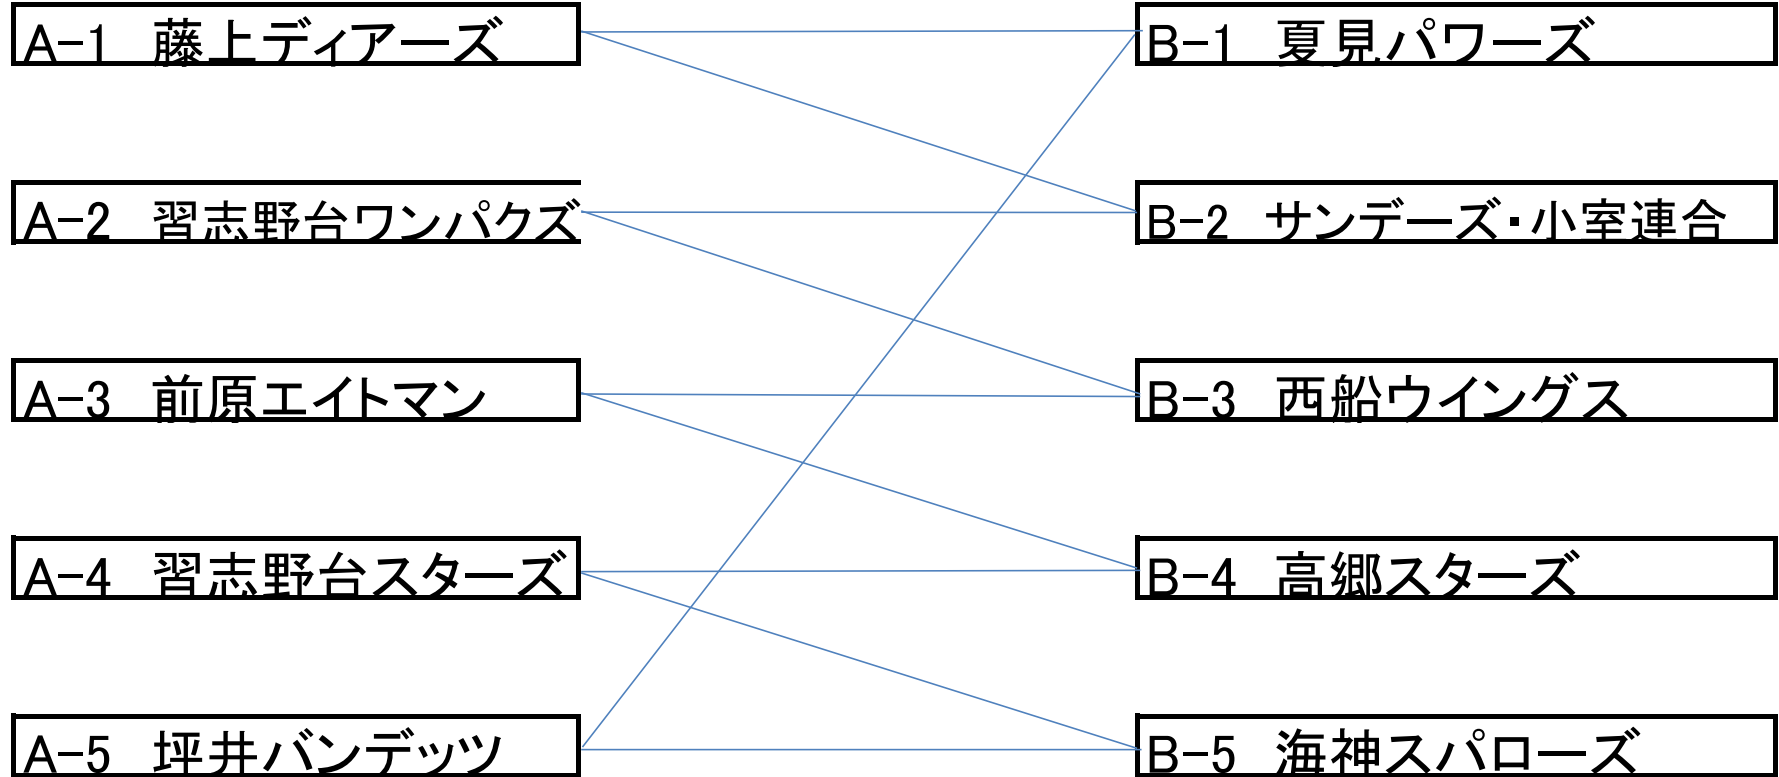 A-1 藤上ディアーズ
B-1 夏見パワーズ
A-2 習志野台ワンパクズ
B-2 サンデーズ・小室連合
A-3 前原エイトマン
B-3 西船ウイングス
A-4 習志野台スターズ
B-4 高郷スターズ
A-5 坪井バンデッツ
B-5 海神スパローズ